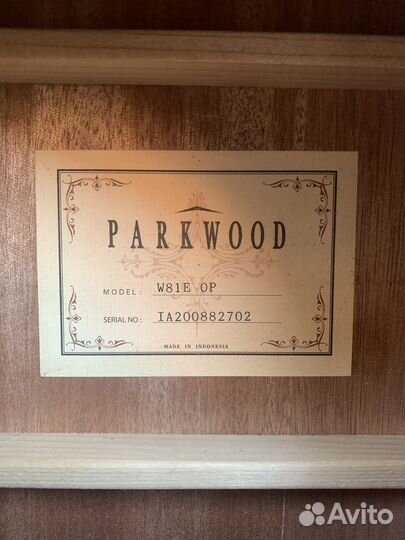 PARKWOOD
MODEL: W81E OP
SERIAL NO: IA200882702
MADE IN INDONESIA
Avito